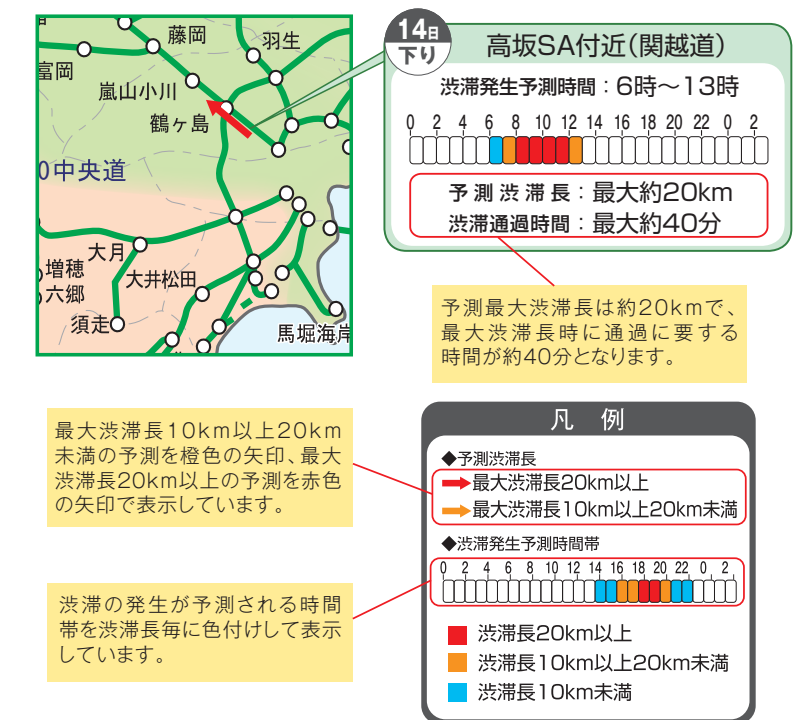 藤岡
羽生
富岡
嵐山小川
鶴ヶ島
0中央道
大月
増穂
大井松田
六郷
須走
馬堀海岸
14日
下り
高坂SA付近(関越道)
渋滞発生予測時間：6時～13時
0 2 4 6 8 10 12 14 16 18 20 22 0 2
予測渋滞長：最大約20km
渋滞通過時間：最大約40分
予測最大渋滞長は約20kmで、
最大渋滞長時に通過に要する
時間が約40分となります。
最大渋滞長10km以上20km
未満の予測を橙色の矢印、最大
渋滞長20km以上の予測を赤色
の矢印で表示しています。
渋滞の発生が予測される時間
帯を渋滞長毎に色付けして表示
しています。
凡例
◆予測渋滞長
最大渋滞長20km以上
最大渋滞長10km以上20km未満
◆渋滞発生予測時間帯
0 2 4 6 8 10 12 14 16 18 20 22 0 2
渋滞長20km以上
渋滞長10km以上20km未満
渋滞長10km未満